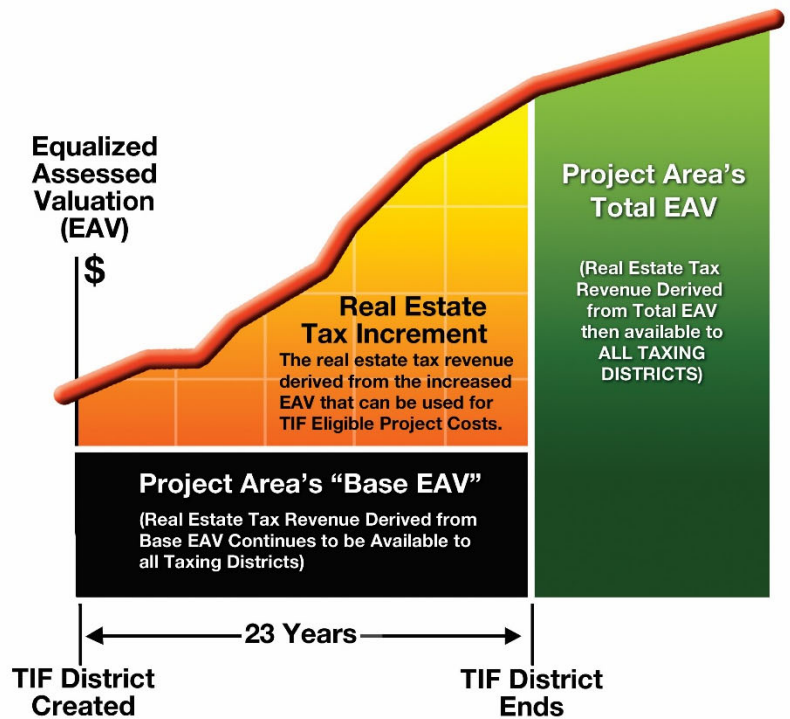 Equalized
Assessed
Valuation
(EAV)
$
Real Estate
Tax Increment
The real estate tax revenue
derived from the increased
EAV that can be used for
TIF Eligible Project Costs.
Project Area's
Total EAV
(Real Estate Tax
Revenue Derived
from Total EAV
then available to
ALL TAXING
DISTRICTS)
Project Area's “Base EAV”
(Real Estate Tax Revenue Derived from
Base EAV Continues to be Available to
all Taxing Districts)
23 Years
TIF District
Created
TIF District
Ends